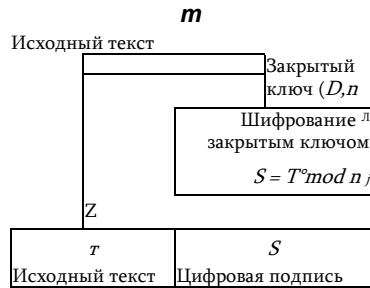 m
Исходный текст
Закрытый
ключ (D,n
Шифрование л
закрытым ключом
S = T°mod n j
Z
т S
Исходный текст Цифровая подпись